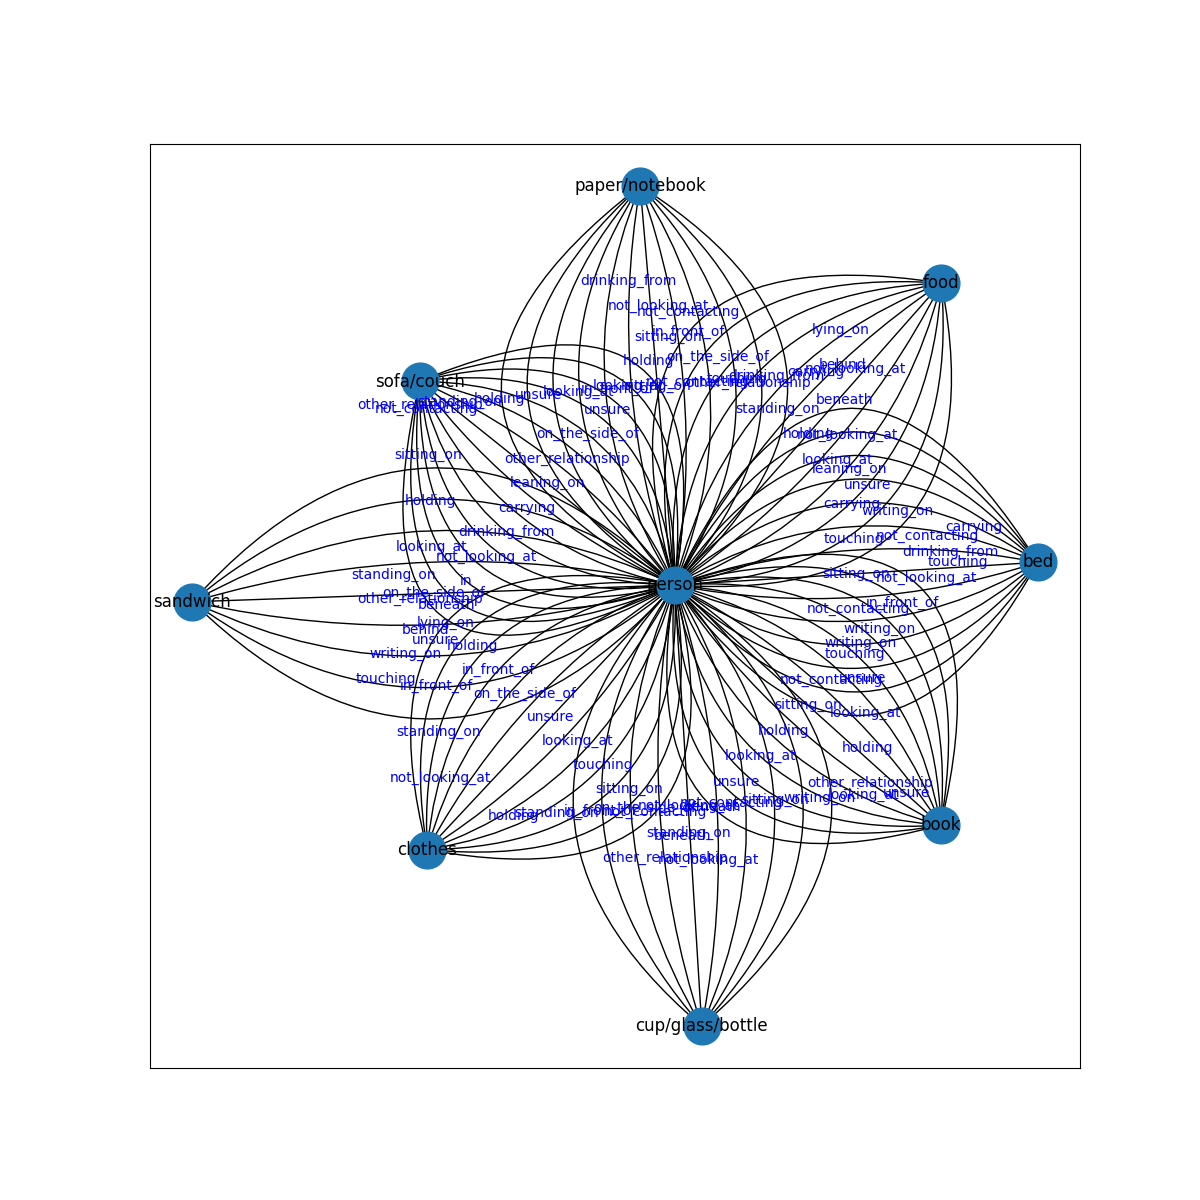 paper/notebook
drinking_from
food
not_looking_at
not_contacting
lying_on
in_front_of
sitting_on
holding
on_the_side_of
behind
not_looking_at
sofa/couch
looking_at
unsure
holding
beneath
standing_on
unsure
not_contacting
on_the_side_of
holding
not_looking_at
sitting_on
other_relationship
looking_at
leaning_on
leaning_on
unsure
holding
carrying
carrying
writing_on
carrying
drinking_from
touching
not_contacting
looking_at
not_looking_at
drinking_from
touching
bed
standing_on
in
sitting_on
not_looking_at
person
sandwich
on_the_side_of
other_relationship
beneath
in_front_of
not_contacting
lying_on
behind
unsure
holding
writing_on
writing_on
writing_on
touching
in_front_of
touching
in_front_of
not_contacting
unsure
on_the_side_of
sitting_on
looking_at
unsure
standing_on
holding
looking_at
holding
looking_at
touching
not_looking_at
unsure
other_relationship
sitting_on
unsure
looking_at
sitting_on
writing_on
holding
standing_on
not_contacting
book
standing_on
beneath
clothes
other_relationship
not_looking_at
cup/glass/bottle